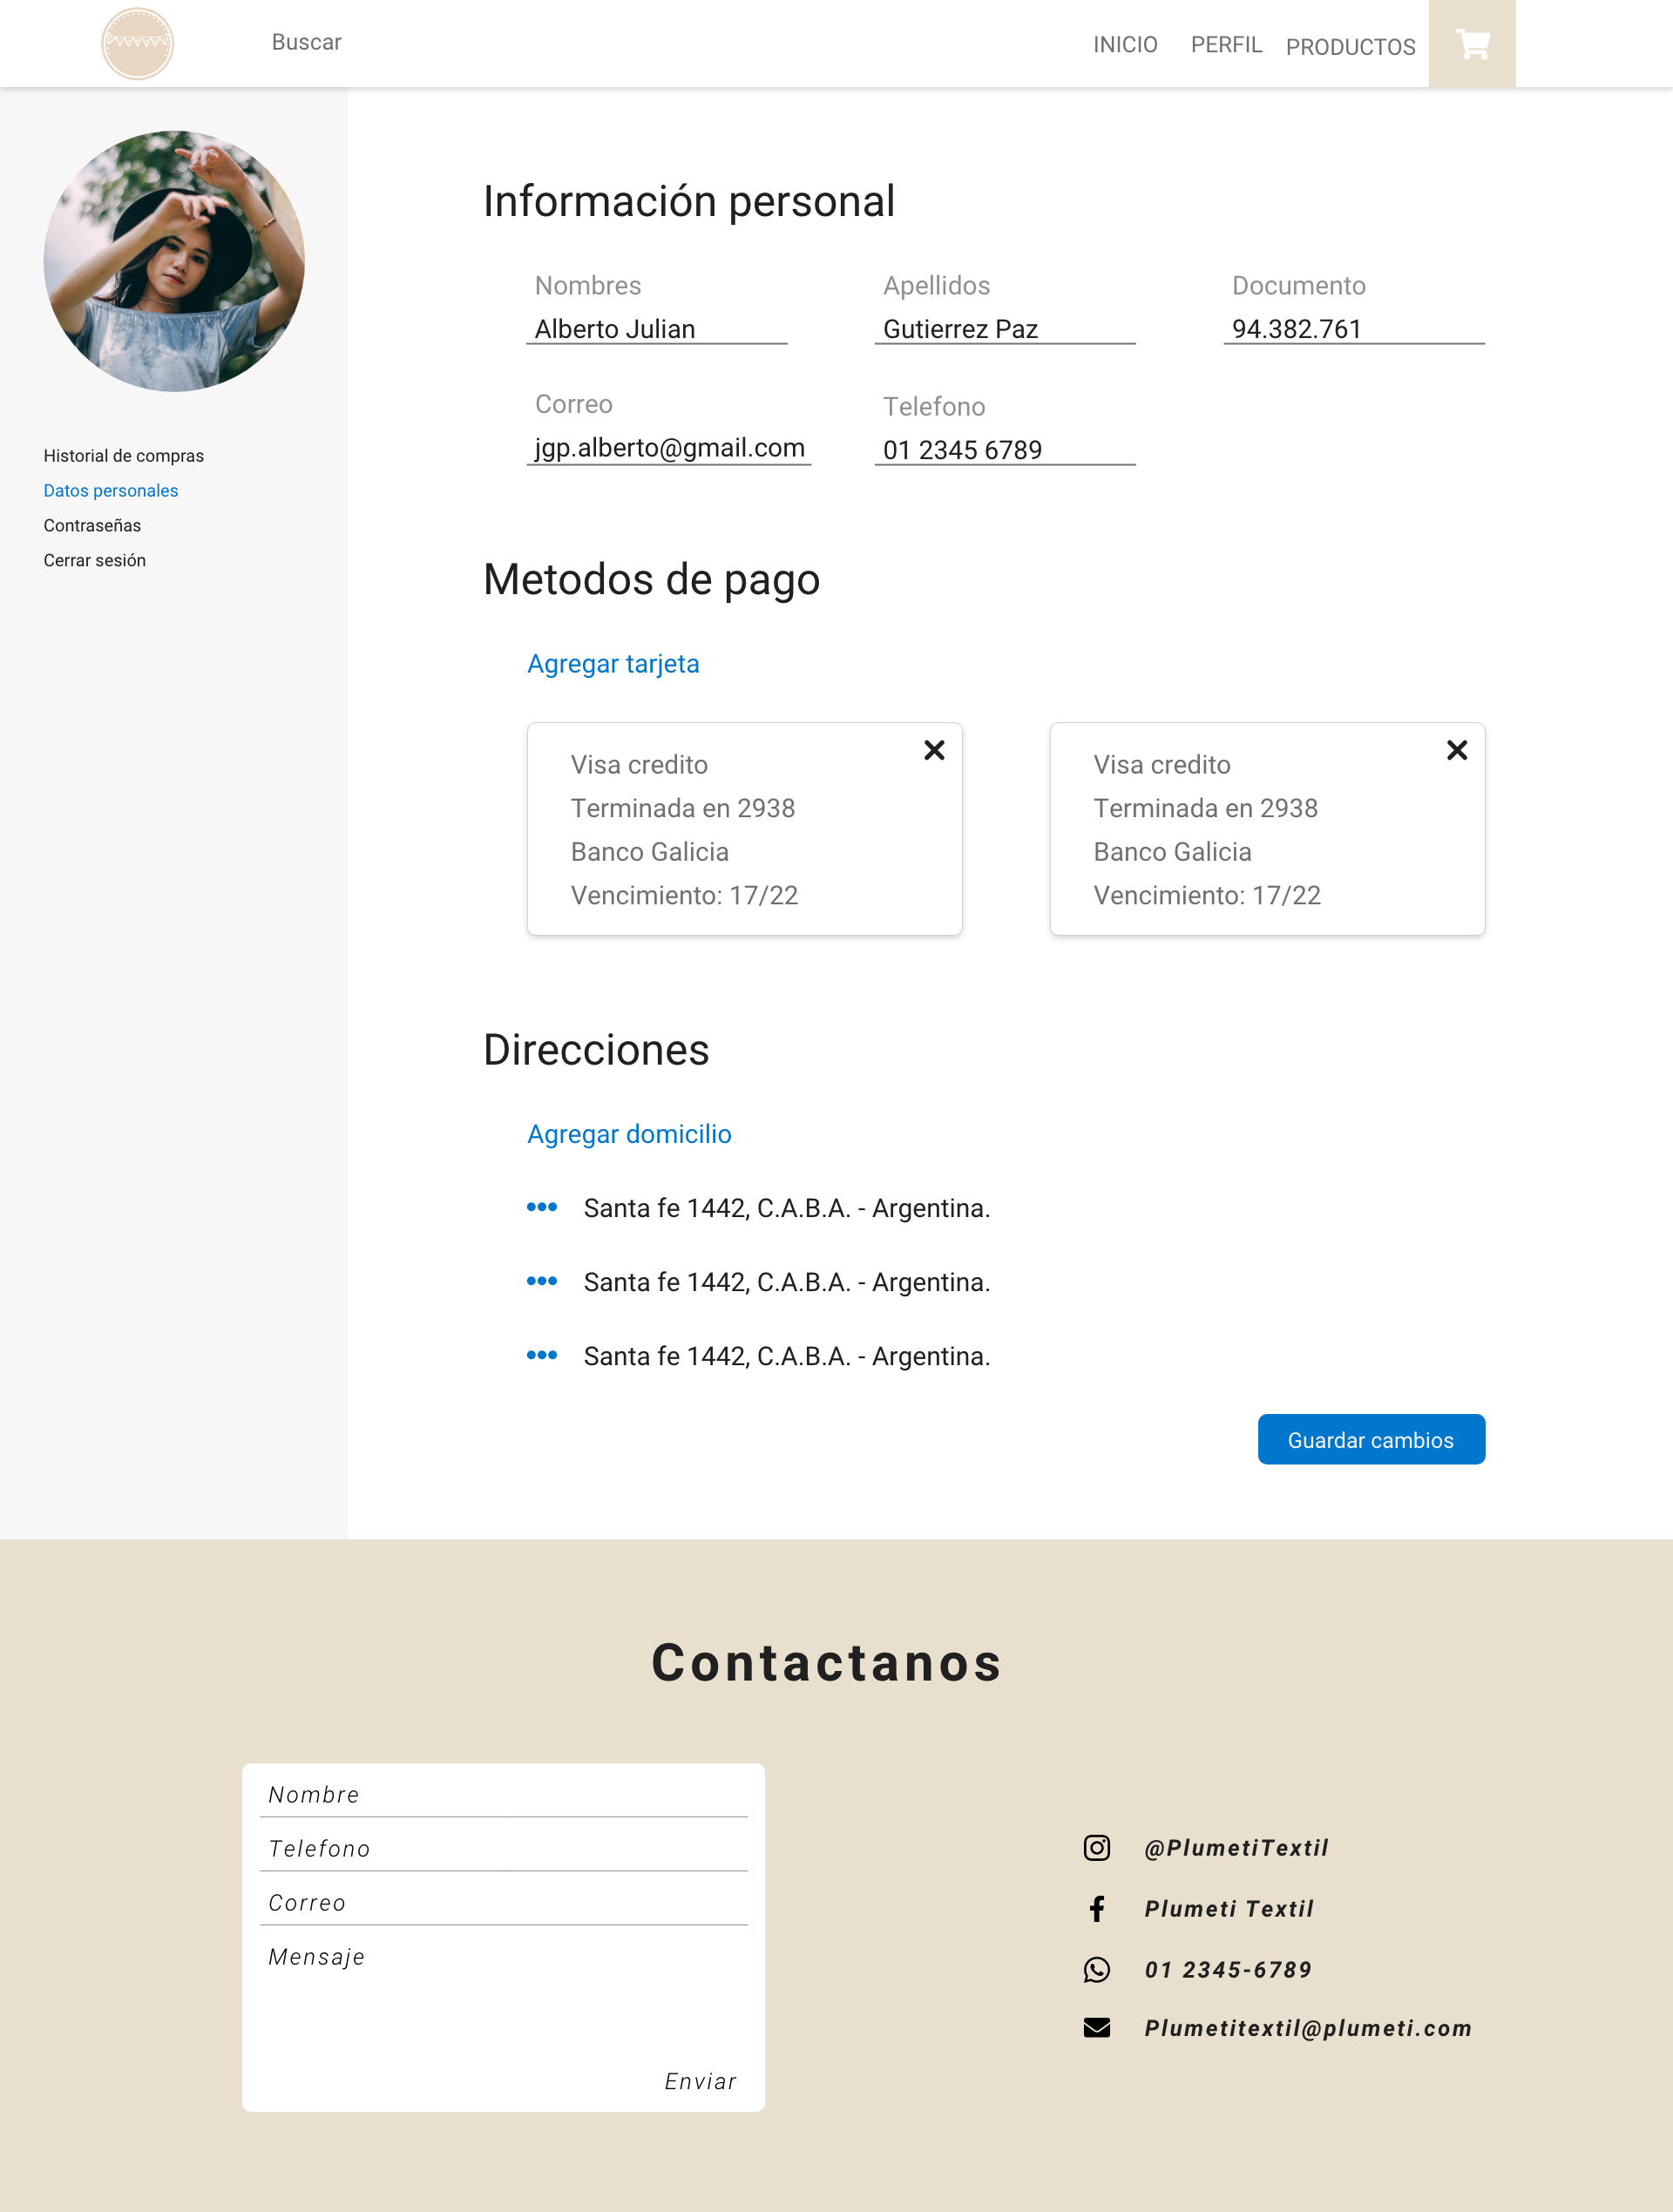 Buscar
INICIO PERFIL PRODUCTOS
Historial de compras
Datos personales
Contraseñas
Cerrar sesión
Información personal
Nombres Apellidos Documento
Alberto Julian Gutierrez Paz 94.382.761
Correo Telefono
jgp.alberto@gmail.com 01 2345 6789
Metodos de pago
Agregar tarjeta
Visa credito
Terminada en 2938
Banco Galicia
Vencimiento: 17/22
Visa credito
Terminada en 2938
Banco Galicia
Vencimiento: 17/22
Direcciones
Agregar domicilio
Santa fe 1442, C.A.B.A. - Argentina.
Santa fe 1442, C.A.B.A. - Argentina.
Santa fe 1442, C.A.B.A. - Argentina.
Guardar cambios
Contactanos
Nombre
Telefono
Correo
Mensaje
Enviar
@PlumetiTextil
Plumeti Textil
01 2345-6789
Plumetitextil@plumeti.com